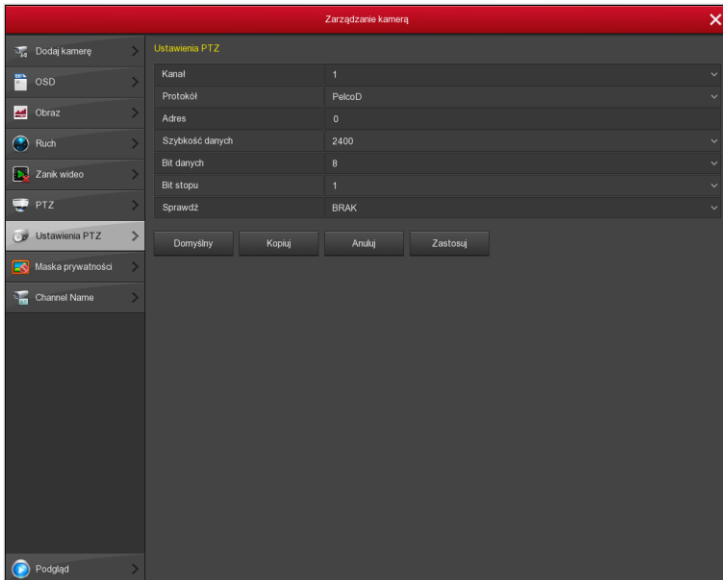 Zarządzanie kamerą
Dodaj kamerę
OSD
Obraz
Ruch
Zanik wideo
PTZ
Ustawienia PTZ
Maska prywatności
Channel Name
Podgląd
Ustawienia PTZ
Kanał 1
Protokół PelcoD
Adres 0
Szybkość danych 2400
Bit danych 8
Bit stopu 1
Sprawdź BRAK
Domyślny Kopiuj Anuluj Zastosuj